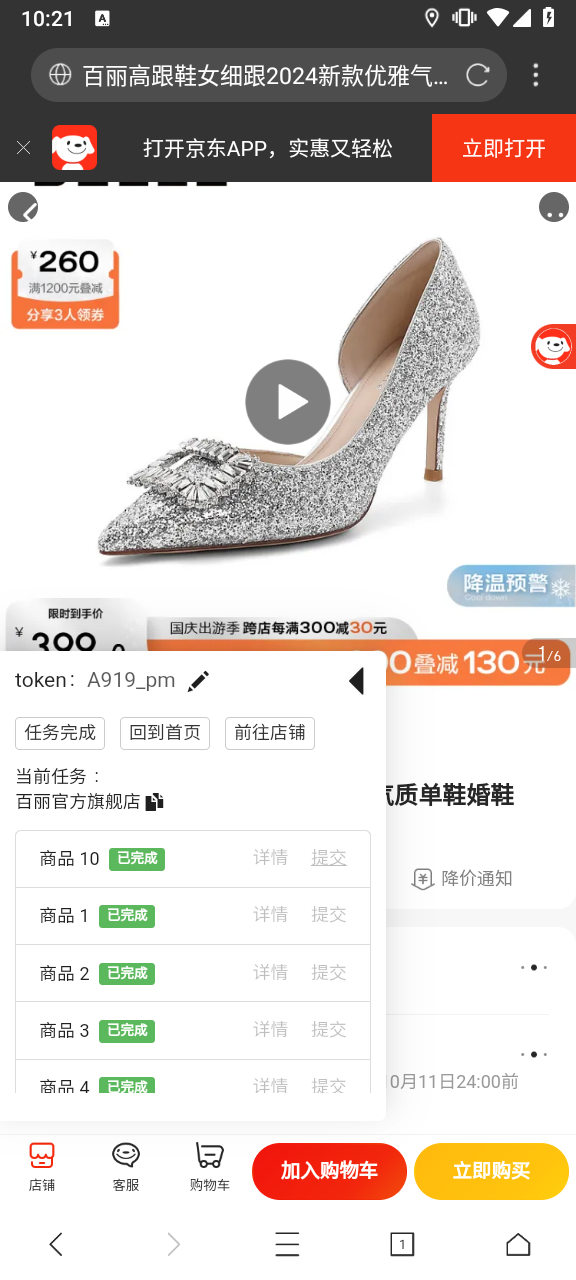 10:21
A
百丽高跟鞋女细跟2024新款优雅气...
打开京东APP，实惠又轻松
立即打开
¥260
满1200元叠减
分享3人领券
降温预警
Cool down
限时到手价
¥399
国庆出游季 跨店每满300减30元
0叠减130元
1/6
token： A919_pm
任务完成
回到首页
前往店铺
当前任务：
百丽官方旗舰店
气质单鞋婚鞋
降价通知
商品 10 已完成 详情 提交
商品 1 已完成 详情 提交
商品 2 已完成 详情 提交
商品 3 已完成 详情 提交
商品 4 已完成 详情 提交
0月11日24:00前
店铺
客服
购物车
加入购物车
立即购买
1